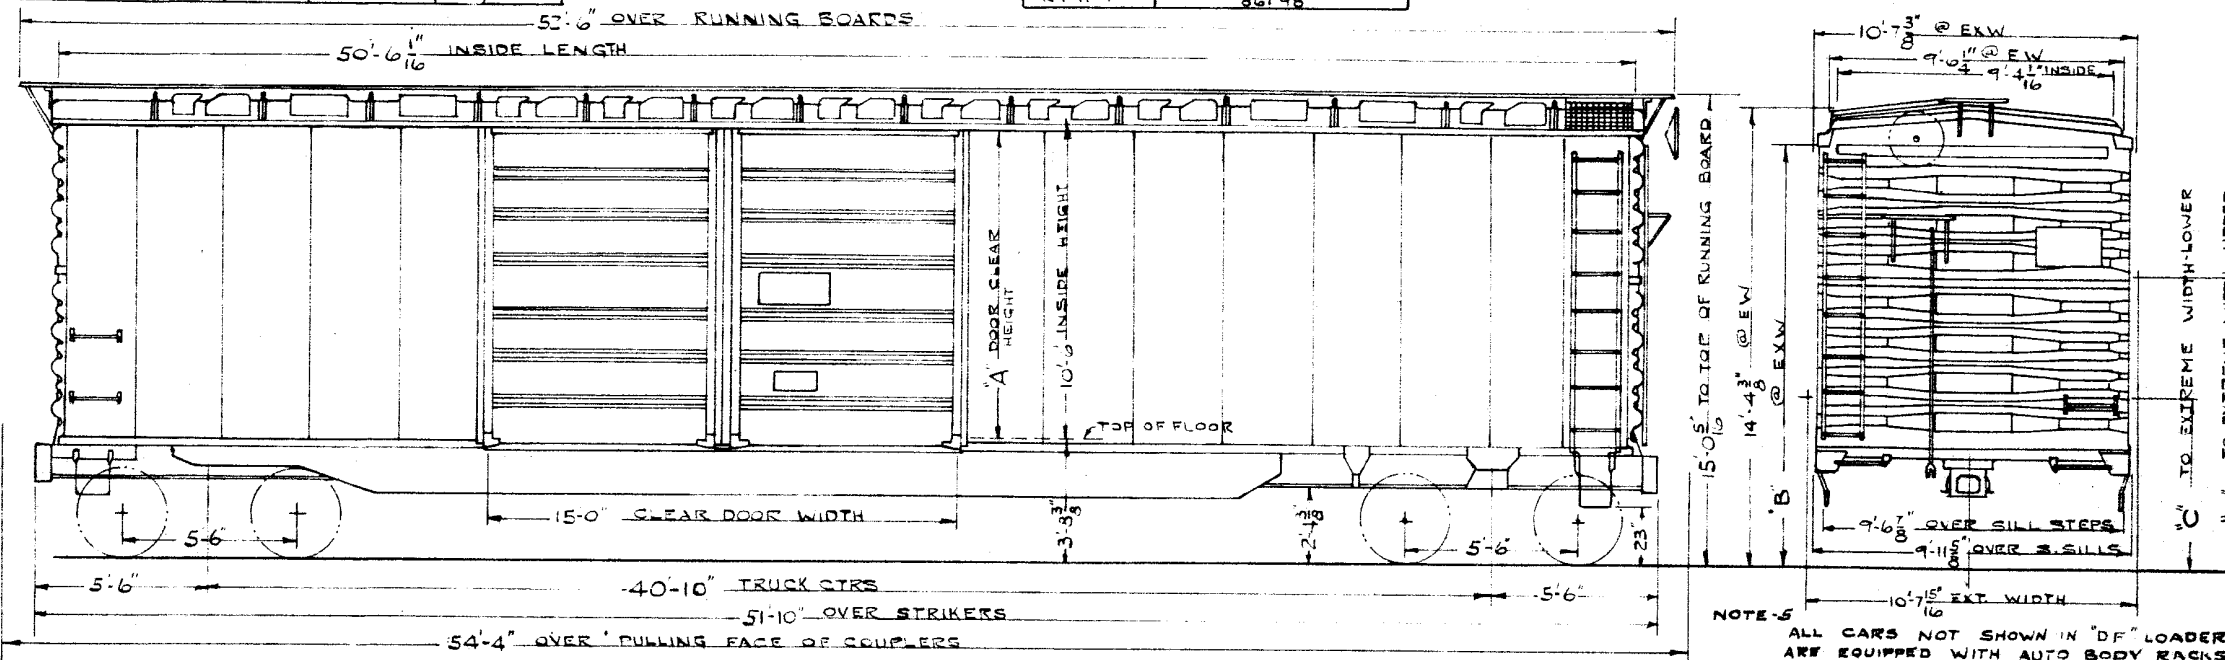 86148
52'-6" OVER RUNNING BOARDS
50'-6 1/16" INSIDE LENGTH
10'-7 3/8" @ EXW
9'-6 1/4" @ EW
9'-4 1/16" INSIDE
"A" DOOR CLEAR
HEIGHT
10'-6" INSIDE HEIGHT
TOP OF FLOOR
15'-0 5/16" TO TOP OF RUNNING BOARD
14'-4 3/8" @ EW
"B" @ EXW
"C" TO EXTREME WIDTH-LOWER
TO EXTREME WIDTH UPPER
15'-0" CLEAR DOOR WIDTH
3'-8 3/8"
23"
5'-6"
5'-6"
9'-6 7/8" OVER SILL STEPS
9'-11 5/8" OVER S. SILLS
5'-6"
40'-10" TRUCK CTRS
5'-6"
51'-10" OVER STRIKERS
10'-7 15/16" EXT. WIDTH
54'-4" OVER PULLING FACE OF COUPLERS
NOTE-5
ALL CARS NOT SHOWN IN "DF" LOADER
ARE EQUIPPED WITH AUTO BODY RACKS